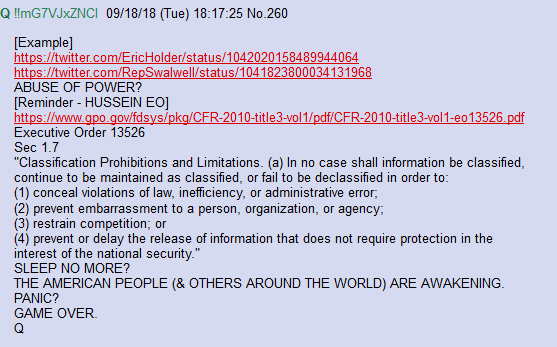 Q !!mG7VJxZNCI 09/18/18 (Tue) 18:17:25 No.260
[Example]
https://twitter.com/EricHolder/status/1042020158489944064
https://twitter.com/RepSwalwell/status/1041823800034131968
ABUSE OF POWER?
[Reminder - HUSSEIN EO]
https://www.gpo.gov/fdsys/pkg/CFR-2010-title3-vol1/pdf/CFR-2010-title3-vol1-eo13526.pdf
Executive Order 13526
Sec 1.7
"Classification Prohibitions and Limitations. (a) In no case shall information be classified,
continue to be maintained as classified, or fail to be declassified in order to:
(1) conceal violations of law, inefficiency, or administrative error;
(2) prevent embarrassment to a person, organization, or agency;
(3) restrain competition; or
(4) prevent or delay the release of information that does not require protection in the
interest of the national security."
SLEEP NO MORE?
THE AMERICAN PEOPLE (& OTHERS AROUND THE WORLD) ARE AWAKENING.
PANIC?
GAME OVER.
Q